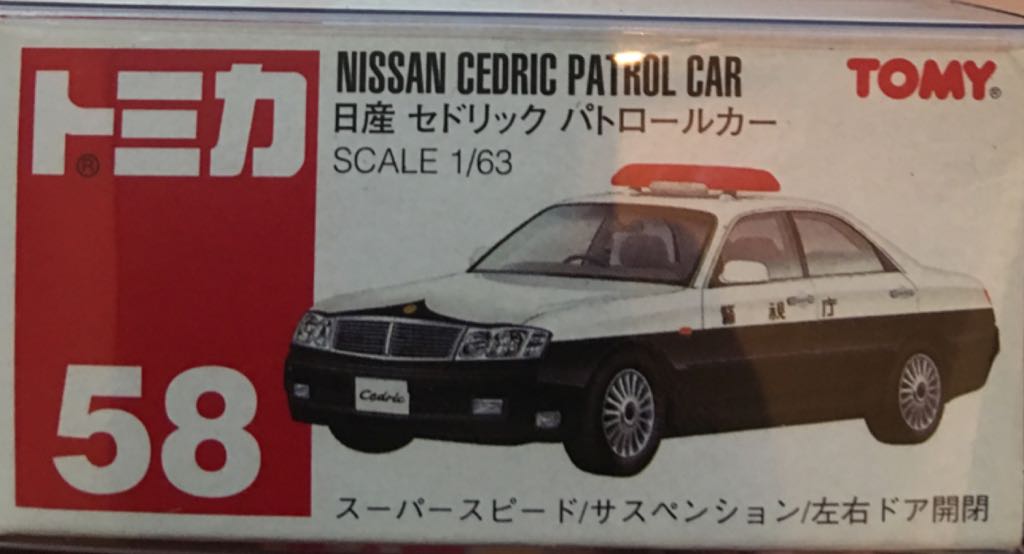 トミカ®
NISSAN CEDRIC PATROL CAR
日産 セドリック パトロールカー
SCALE 1/63
TOMY®
警視庁
Cedric
58
スーパースピード/サスペンション/左右ドア開閉